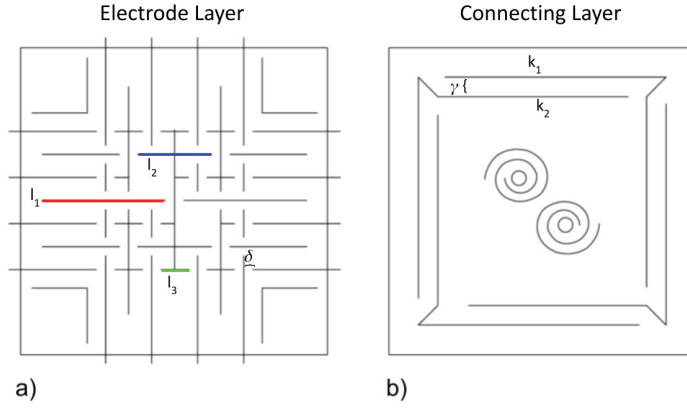 Electrode Layer
Connecting Layer
k1
γ {
k2
l1
l2
l3
δ
a)
b)